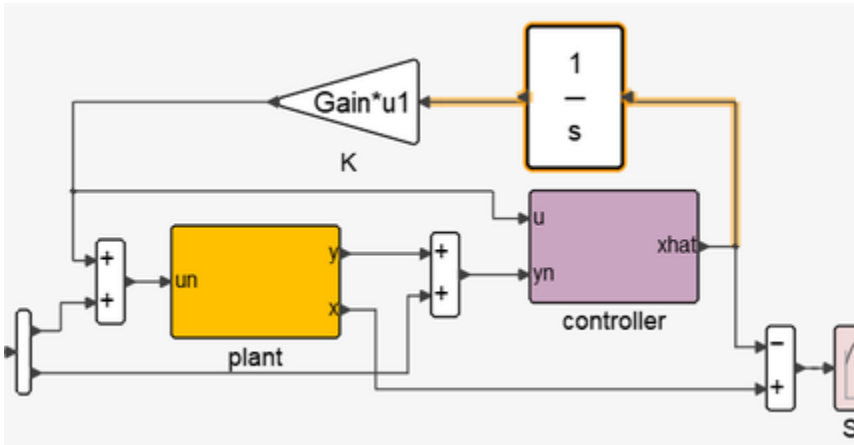 1
s
Gain*u1
K
u
xhat
y
+
+
un
+
yn
+
x
controller
plant
−
+
S